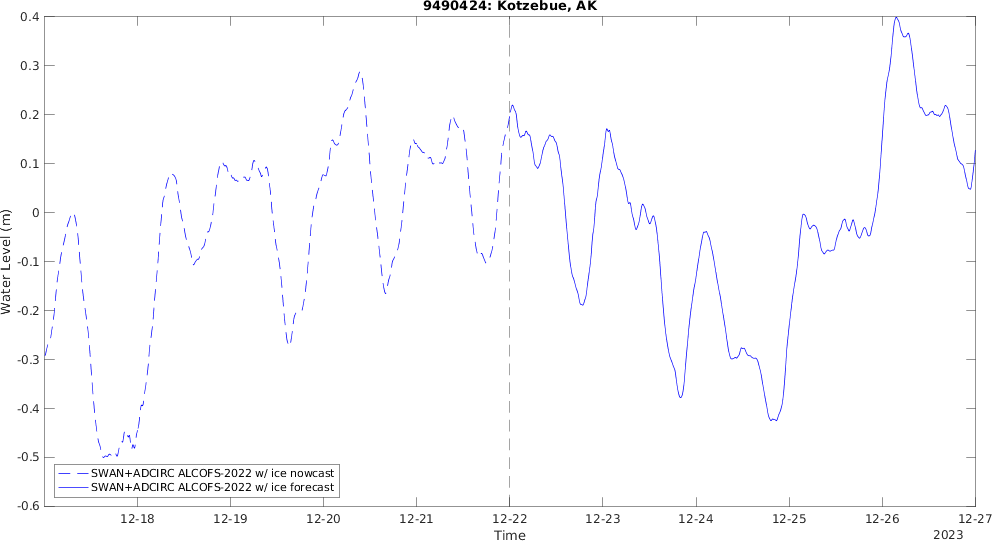 9490424: Kotzebue, AK
Water Level (m)
0.4
0.3
0.2
0.1
0
-0.1
-0.2
-0.3
-0.4
-0.5
-0.6
SWAN+ADCIRC ALCOFS-2022 w/ ice nowcast
SWAN+ADCIRC ALCOFS-2022 w/ ice forecast
12-18 12-19 12-20 12-21 12-22 12-23 12-24 12-25 12-26 12-27
Time
2023